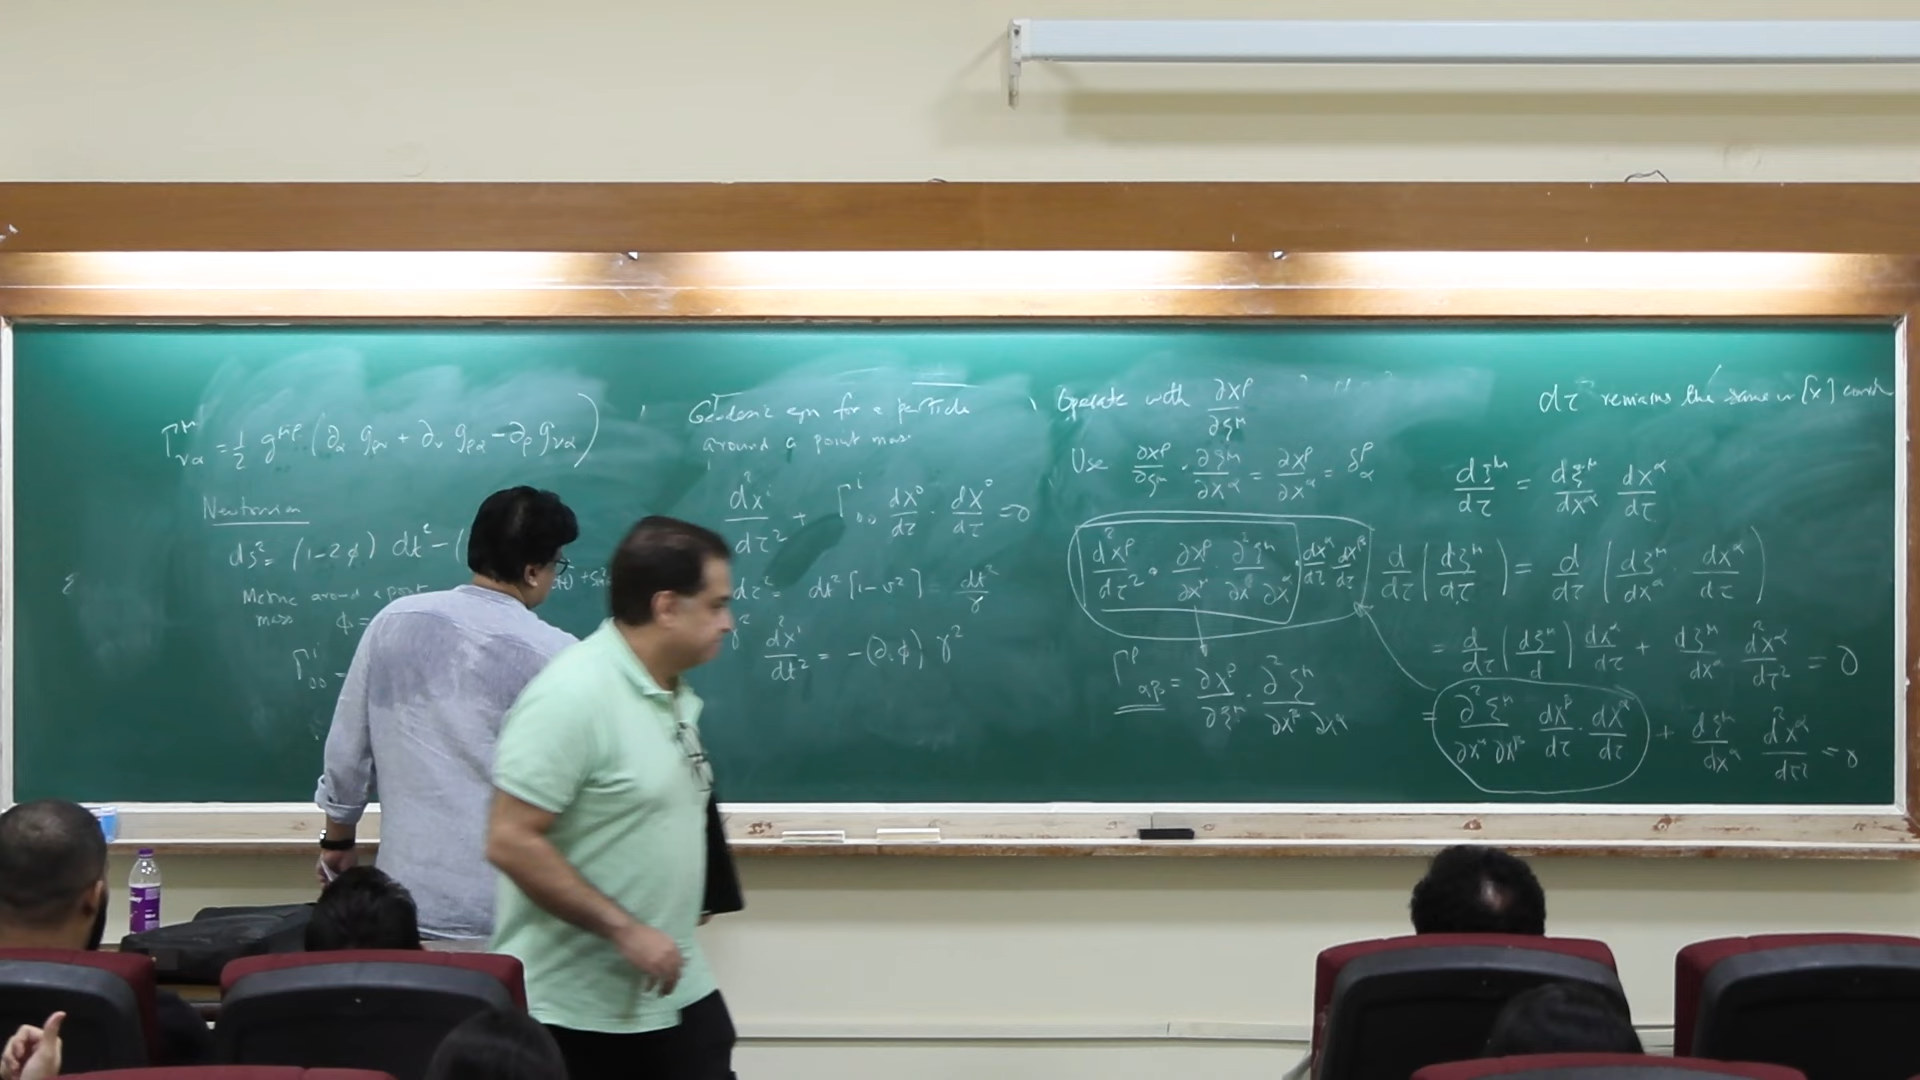 Γ^μ_να = 1/2 g^μρ (∂_α g_ρν + ∂_ν g_ρα − ∂_ρ g_να)
Newtonian
ds² = (1-2φ) dt² − (
Metric around a point
mass φ =
Γ^i_00 =
Geodesic eqn for a particle
around a point mass
d²x^i/dτ² + Γ^i_00 dx⁰/dτ · dx⁰/dτ = 0
dτ² = dt² [1-v²] = dt²/γ
γ² d²x^i/dt² = -(∂_i φ) γ²
Operate with ∂x^ρ/∂ξ^μ
Use ∂x^ρ/∂ξ^μ · ∂ξ^μ/∂x^α = ∂x^ρ/∂x^α = δ^ρ_α
d²x^ρ/dτ² + ∂x^ρ/∂x^μ ∂²ξ^μ/∂x^β ∂x^α · dx^α/dτ dx^β/dτ
Γ^ρ_αβ = ∂x^ρ/∂ξ^μ · ∂²ξ^μ/∂x^β ∂x^α
dτ remains the same in [x]
dξ^μ/dτ = dξ^μ/dx^α dx^α/dτ
d/dτ (dξ^μ/dτ) = d/dτ (dξ^μ/dx^α · dx^α/dτ)
= d/dτ (dξ^μ/d) dx^α/dτ + dξ^μ/dx^α d²x^α/dτ² = 0
= ∂²ξ^μ/∂x^α ∂x^β dx^β/dτ · dx^α/dτ + dξ^μ/dx^α d²x^α/dτ² = 0